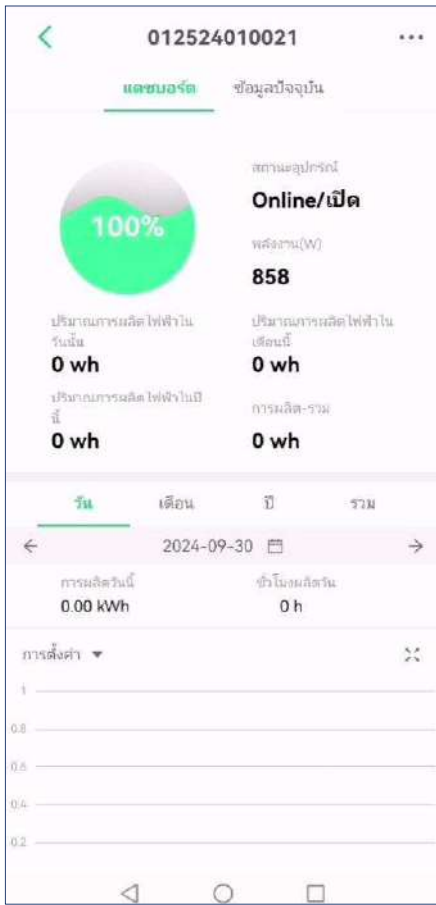 012524010021
แดชบอร์ด ข้อมูลปัจจุบัน
สถานะอุปกรณ์
Online/เปิด
100%
พลังงาน(W)
858
ปริมาณการผลิตไฟฟ้าใน
วันนั้น
0 wh
ปริมาณการผลิตไฟฟ้าใน
เดือนนี้
0 wh
ปริมาณการผลิตไฟฟ้าในปี
นี้
0 wh
การผลิต-รวม
0 wh
วัน เดือน ปี รวม
2024-09-30
การผลิตวันนี้ ชั่วโมงผลิตวัน
0.00 kWh 0 h
การตั้งค่า
1
0.8
0.6
0.4
0.2